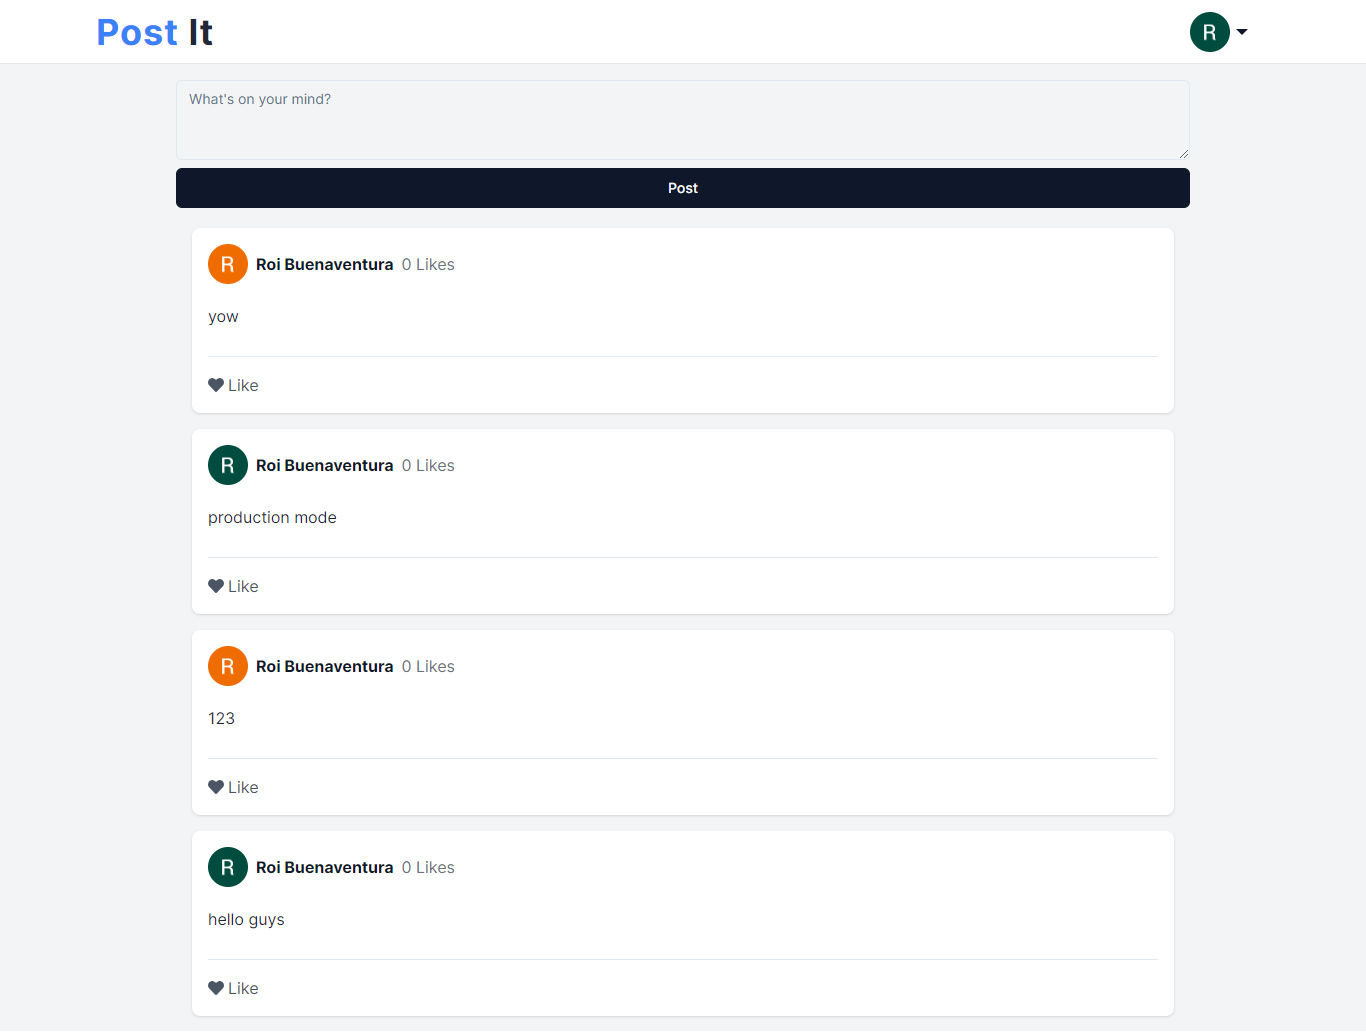 Post It
R
What's on your mind?
Post
R Roi Buenaventura 0 Likes
yow
Like
R Roi Buenaventura 0 Likes
production mode
Like
R Roi Buenaventura 0 Likes
123
Like
R Roi Buenaventura 0 Likes
hello guys
Like